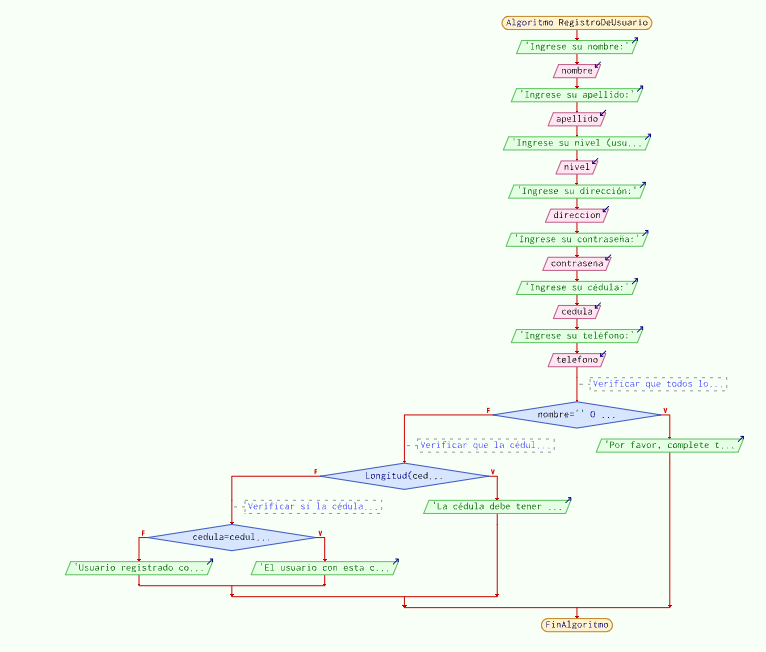 Algoritmo RegistroDeUsuario
'Ingrese su nombre:'
nombre
'Ingrese su apellido:'
apellido
'Ingrese su nivel (usu...
nivel
'Ingrese su dirección:'
direccion
'Ingrese su contraseña:'
contrasena
'Ingrese su cédula:'
cedula
'Ingrese su teléfono:'
telefono
Verificar que todos lo...
F
nombre='' O ...
V
Verificar que la cédul...
'Por favor, complete t...
F
Longitud(ced...
V
Verificar si la cédula...
'La cédula debe tener ...
F
cedula=cedul...
V
'Usuario registrado co...
'El usuario con esta c...
FinAlgoritmo